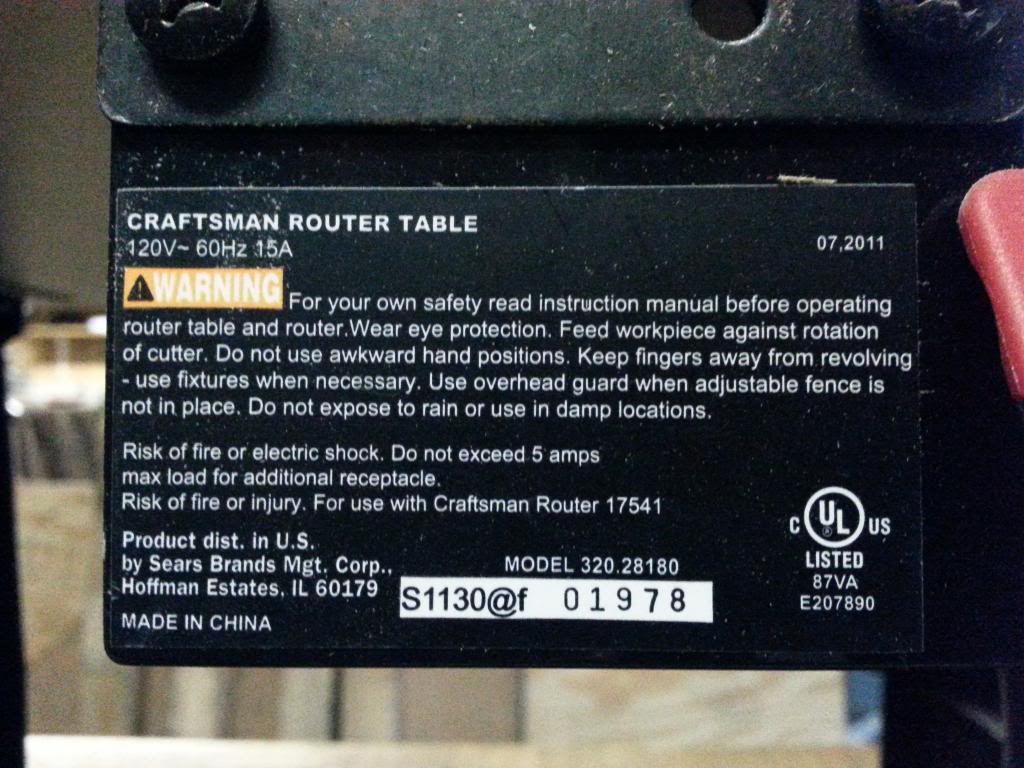 CRAFTSMAN ROUTER TABLE
120V~ 60Hz 15A
07,2011
WARNING For your own safety read instruction manual before operating
router table and router.Wear eye protection. Feed workpiece against rotation
of cutter. Do not use awkward hand positions. Keep fingers away from revolving
- use fixtures when necessary. Use overhead guard when adjustable fence is
not in place. Do not expose to rain or use in damp locations.
Risk of fire or electric shock. Do not exceed 5 amps
max load for additional receptacle.
Risk of fire or injury. For use with Craftsman Router 17541
Product dist. in U.S.
by Sears Brands Mgt. Corp.,
Hoffman Estates, IL 60179
MADE IN CHINA
MODEL 320.28180
S1130@f 01978
C UL US
®
LISTED
87VA
E207890